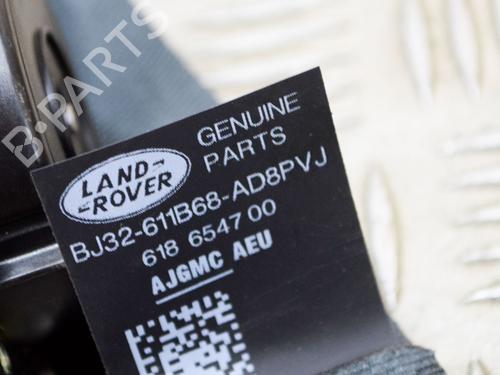 B-PARTS
GENUINE
PARTS
LAND-
-ROVER
BJ32-611B68-AD8PVJ
618 6547 00
AJGMC AEU